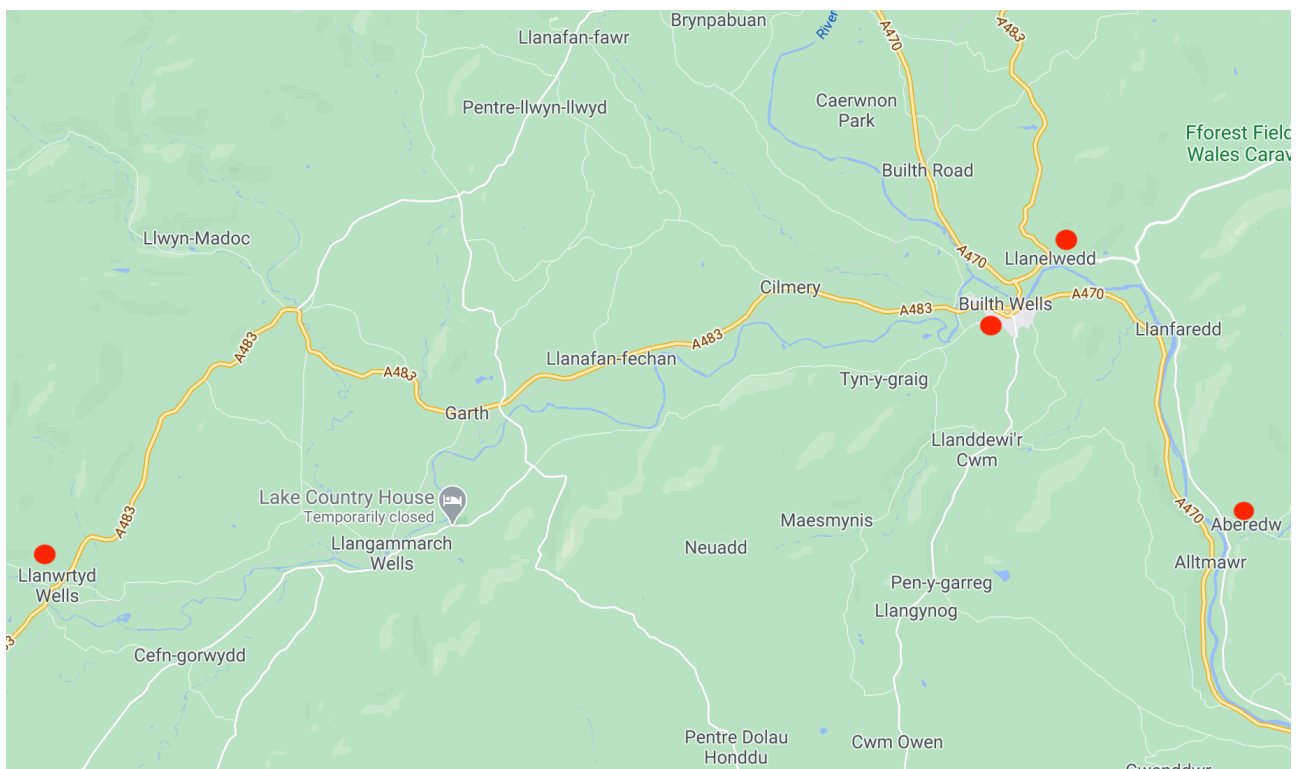 Brynpabuan
River
A483
Llanafan-fawr
A470
Pentre-llwyn-llwyd
Caerwnon
Park
Fforest Field
Wales Carav
Builth Road
Llwyn-Madoc
A470
Llanelwedd
Cilmery
A483
Builth Wells
A470
Llanfaredd
A483
A483
Llanafan-fechan
A483
Tyn-y-graig
Garth
Llanddewi'r
Cwm
Lake Country House
Temporarily closed
A483
A470
Maesmynis
Aberedw
Llangammarch
Wells
Neuadd
Alltmawr
Llanwrtyd
Wells
Pen-y-garreg
Llangynog
Cefn-gorwydd
Pentre Dolau
Honddu
Cwm Owen